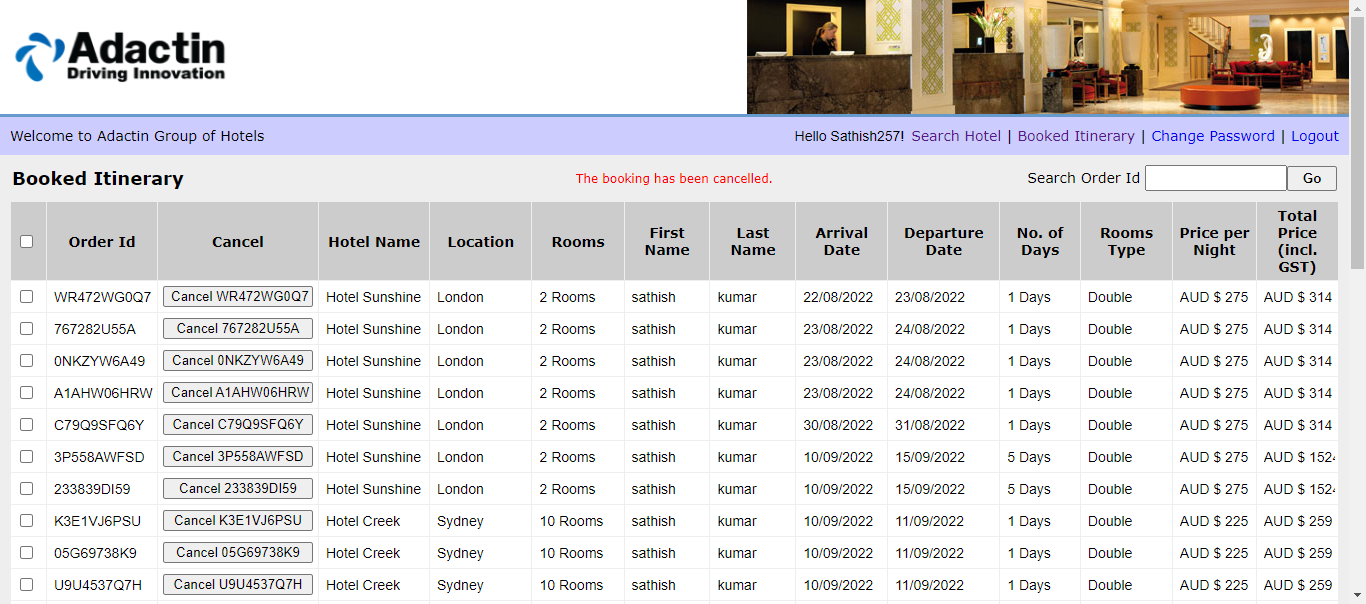 Adactin
Driving Innovation
Welcome to Adactin Group of Hotels
Hello Sathish257! Search Hotel | Booked Itinerary | Change Password | Logout
Booked Itinerary
The booking has been cancelled.
Search Order Id Go
Order Id Cancel Hotel Name Location Rooms First Name Last Name Arrival Date Departure Date No. of Days Rooms Type Price per Night Total Price (incl. GST)
WR472WG0Q7 Cancel WR472WG0Q7 Hotel Sunshine London 2 Rooms sathish kumar 22/08/2022 23/08/2022 1 Days Double AUD $ 275 AUD $ 314
767282U55A Cancel 767282U55A Hotel Sunshine London 2 Rooms sathish kumar 23/08/2022 24/08/2022 1 Days Double AUD $ 275 AUD $ 314
0NKZYW6A49 Cancel 0NKZYW6A49 Hotel Sunshine London 2 Rooms sathish kumar 23/08/2022 24/08/2022 1 Days Double AUD $ 275 AUD $ 314
A1AHW06HRW Cancel A1AHW06HRW Hotel Sunshine London 2 Rooms sathish kumar 23/08/2022 24/08/2022 1 Days Double AUD $ 275 AUD $ 314
C79Q9SFQ6Y Cancel C79Q9SFQ6Y Hotel Sunshine London 2 Rooms sathish kumar 30/08/2022 31/08/2022 1 Days Double AUD $ 275 AUD $ 314
3P558AWFSD Cancel 3P558AWFSD Hotel Sunshine London 2 Rooms sathish kumar 10/09/2022 15/09/2022 5 Days Double AUD $ 275 AUD $ 1524
233839DI59 Cancel 233839DI59 Hotel Sunshine London 2 Rooms sathish kumar 10/09/2022 15/09/2022 5 Days Double AUD $ 275 AUD $ 1524
K3E1VJ6PSU Cancel K3E1VJ6PSU Hotel Creek Sydney 10 Rooms sathish kumar 10/09/2022 11/09/2022 1 Days Double AUD $ 225 AUD $ 259
05G69738K9 Cancel 05G69738K9 Hotel Creek Sydney 10 Rooms sathish kumar 10/09/2022 11/09/2022 1 Days Double AUD $ 225 AUD $ 259
U9U4537Q7H Cancel U9U4537Q7H Hotel Creek Sydney 10 Rooms sathish kumar 10/09/2022 11/09/2022 1 Days Double AUD $ 225 AUD $ 259